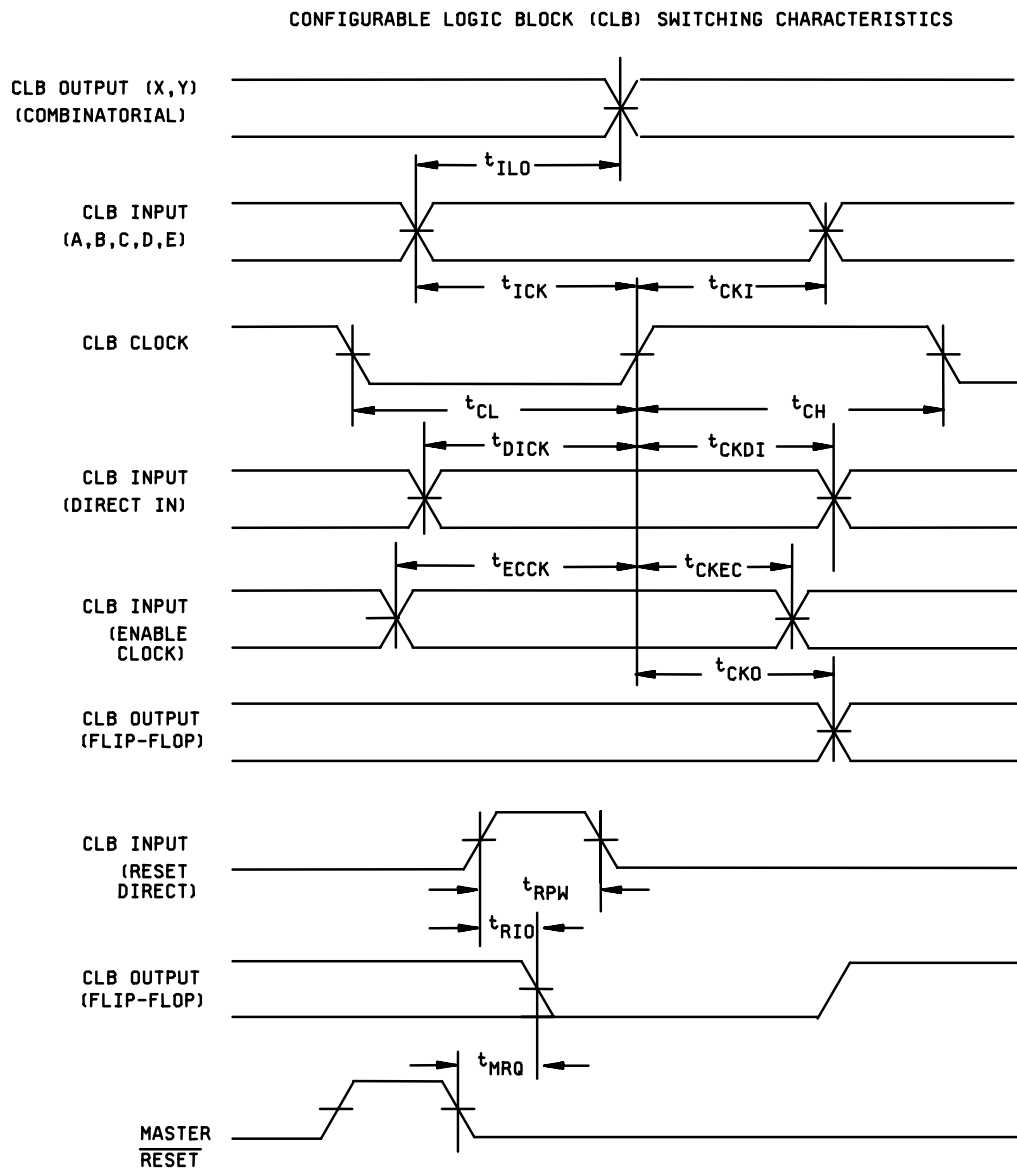 CONFIGURABLE LOGIC BLOCK (CLB) SWITCHING CHARACTERISTICS
CLB OUTPUT (X,Y)
(COMBINATORIAL)
tILO
CLB INPUT
(A,B,C,D,E)
tICK
tCKI
CLB CLOCK
tCL
tCH
tDICK
tCKDI
CLB INPUT
(DIRECT IN)
tECCK
tCKEC
CLB INPUT
(ENABLE
CLOCK)
tCKO
CLB OUTPUT
(FLIP-FLOP)
CLB INPUT
(RESET
DIRECT)
tRPW
tRIO
CLB OUTPUT
(FLIP-FLOP)
tMRQ
MASTER
RESET